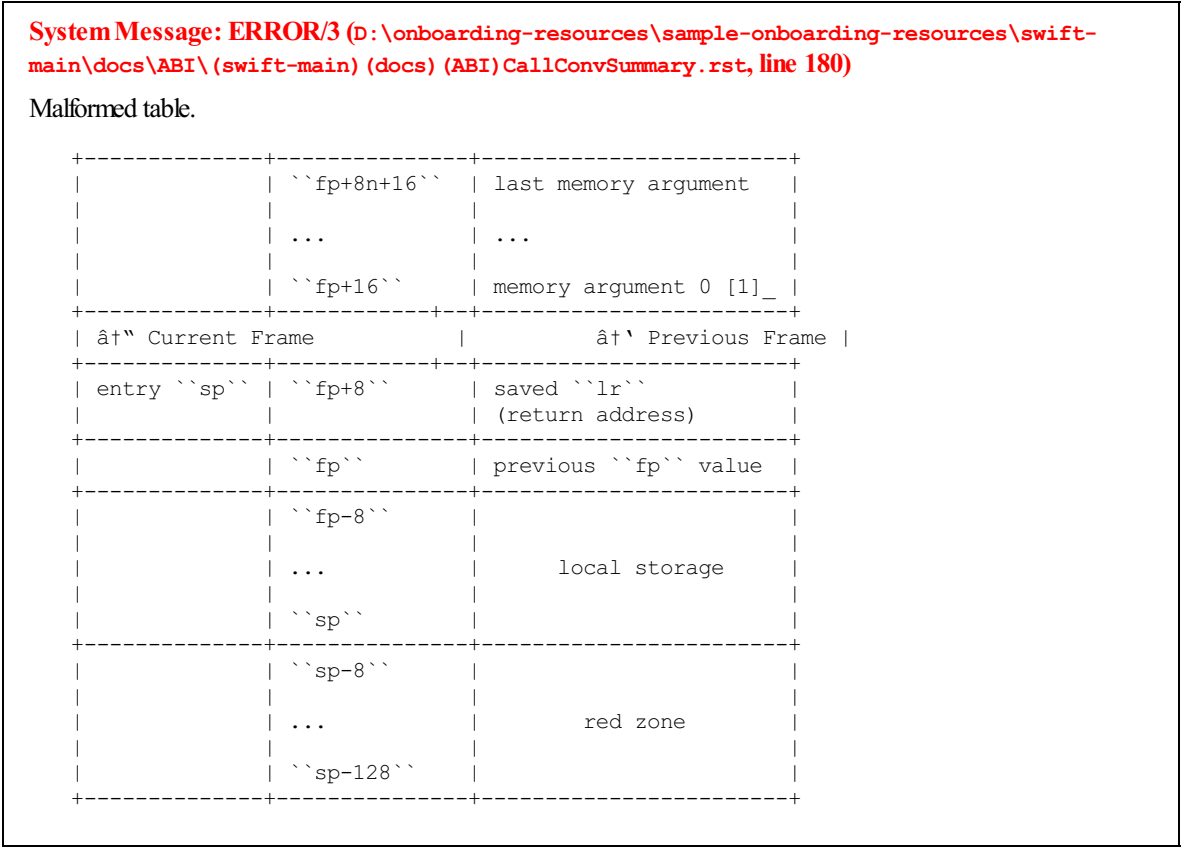 System Message: ERROR/3 (D:\onboarding-resources\sample-onboarding-resources\swift-
main\docs\ABI\(swift-main)(docs)(ABI)CallConvSummary.rst, line 180)
Malformed table.
+--------------+---------------+------------------------+
|              | ``fp+8n+16``  | last memory argument   |
|              |               |                        |
|              | ...           | ...                    |
|              |               |                        |
|              | ``fp+16``     | memory argument 0 [1]_ |
+--------------+------------+--+------------------------+
| â†“ Current Frame           |          â†‘ Previous Frame |
+--------------+------------+--+------------------------+
| entry ``sp`` | ``fp+8``      | saved ``lr``           |
|              |               | (return address)       |
+--------------+---------------+------------------------+
|              | ``fp``        | previous ``fp`` value  |
+--------------+---------------+------------------------+
|              | ``fp-8``      |                        |
|              |               |                        |
|              | ...           |      local storage     |
|              |               |                        |
|              | ``sp``        |                        |
+--------------+---------------+------------------------+
|              | ``sp-8``      |                        |
|              |               |                        |
|              | ...           |        red zone        |
|              |               |                        |
|              | ``sp-128``    |                        |
+--------------+---------------+------------------------+